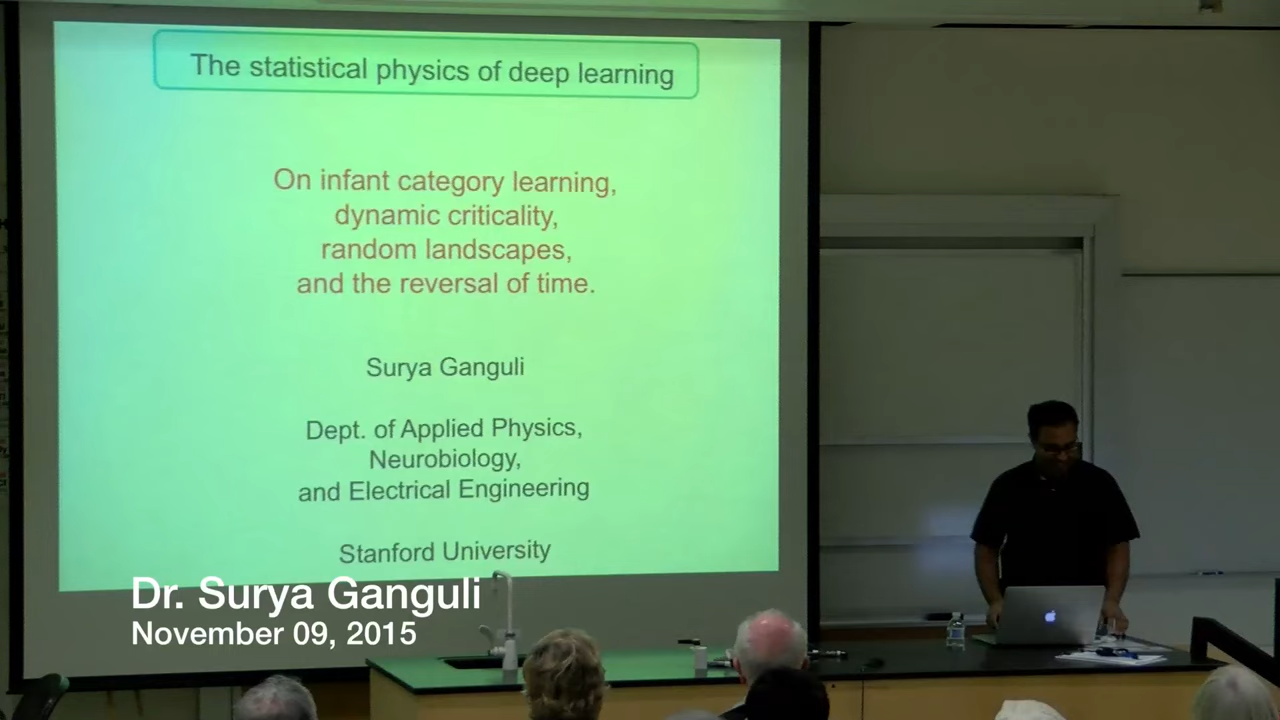 The statistical physics of deep learning
On infant category learning,
dynamic criticality,
random landscapes,
and the reversal of time.
Surya Ganguli
Dept. of Applied Physics,
Neurobiology,
and Electrical Engineering
Stanford University
Dr. Surya Ganguli
November 09, 2015